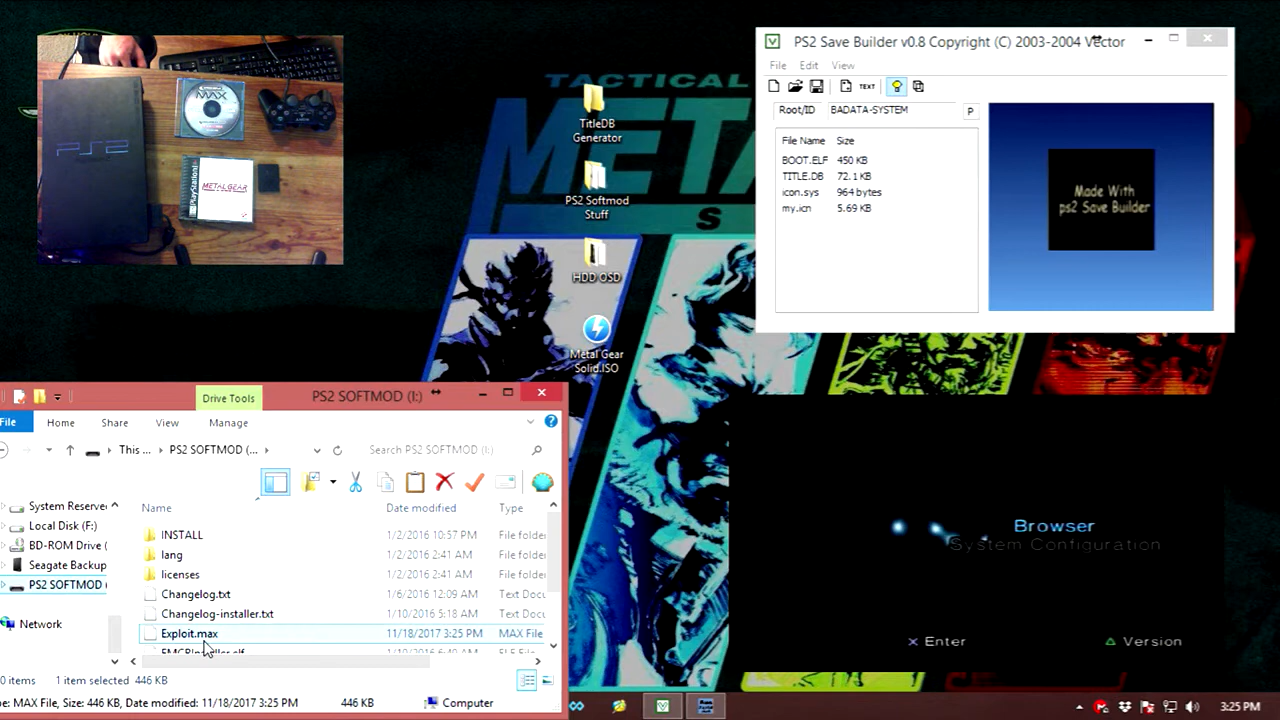 TACTICAL
META
S
PS2
MAX
METAL GEAR
PlayStation
TitleDB
Generator
PS2 Softmod
Stuff
HDD OSD
Metal Gear
Solid.ISO
PS2 Save Builder v0.8 Copyright (C) 2003-2004 Vector
File Edit View
TEXT
Root/ID BADATA-SYSTEM P
File Name Size
BOOT.ELF 450 KB
TITLE.DB 72.1 KB
icon.sys 964 bytes
my.icn 5.69 KB
Made With
ps2 Save Builder
Drive Tools PS2 SOFTMOD (I:)
File Home Share View Manage
This ... PS2 SOFTMOD (... Search PS2 SOFTMOD (I:)
Name Date modified Type
System Reserve
Local Disk (F:)
BD-ROM Drive (
Seagate Backup
PS2 SOFTMOD (
Network
INSTALL 1/2/2016 10:57 PM File folder
lang 1/2/2016 2:41 AM File folder
licenses 1/2/2016 2:41 AM File folder
Changelog.txt 1/6/2016 12:09 AM Text Docu
Changelog-installer.txt 1/10/2016 5:18 AM Text Docu
Exploit.max 11/18/2017 3:25 PM MAX File
0 items 1 item selected 446 KB
e: MAX File, Size: 446 KB, Date modified: 11/18/2017 3:25 PM 446 KB Computer
Browser
System Configuration
Enter Version
3:25 PM